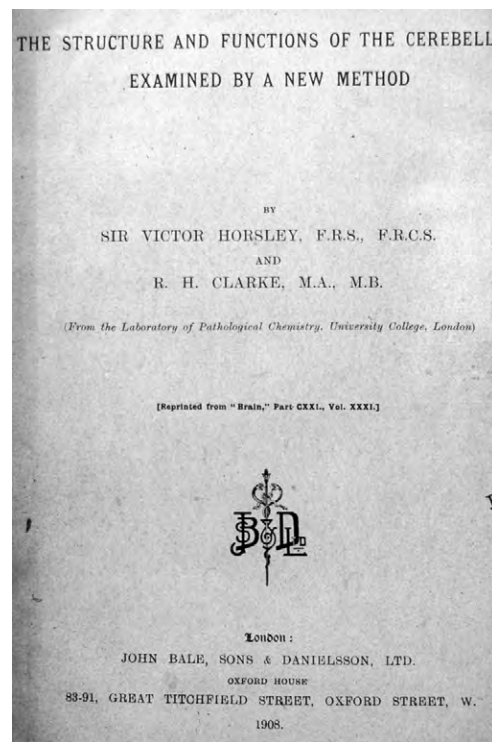 THE STRUCTURE AND FUNCTIONS OF THE CEREBELL
EXAMINED BY A NEW METHOD
BY
SIR VICTOR HORSLEY, F.R.S., F.R.C.S.
AND
R. H. CLARKE, M.A., M.B.
(From the Laboratory of Pathological Chemistry, University College, London)
[Reprinted from "Brain," Part CXXI., Vol. XXXI.]
London:
JOHN BALE, SONS & DANIELSSON, LTD.
OXFORD HOUSE
83-91, GREAT TITCHFIELD STREET, OXFORD STREET, W.
1908.